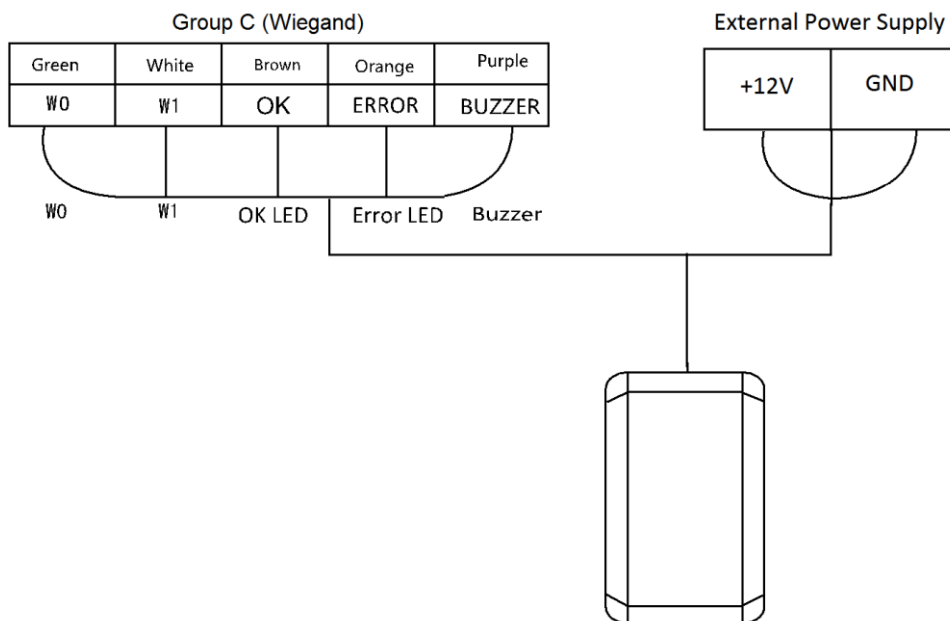 Group C (Wiegand)
External Power Supply
Green White Brown Orange Purple
W0 W1 OK ERROR BUZZER
+12V GND
W0 W1 OK LED Error LED Buzzer